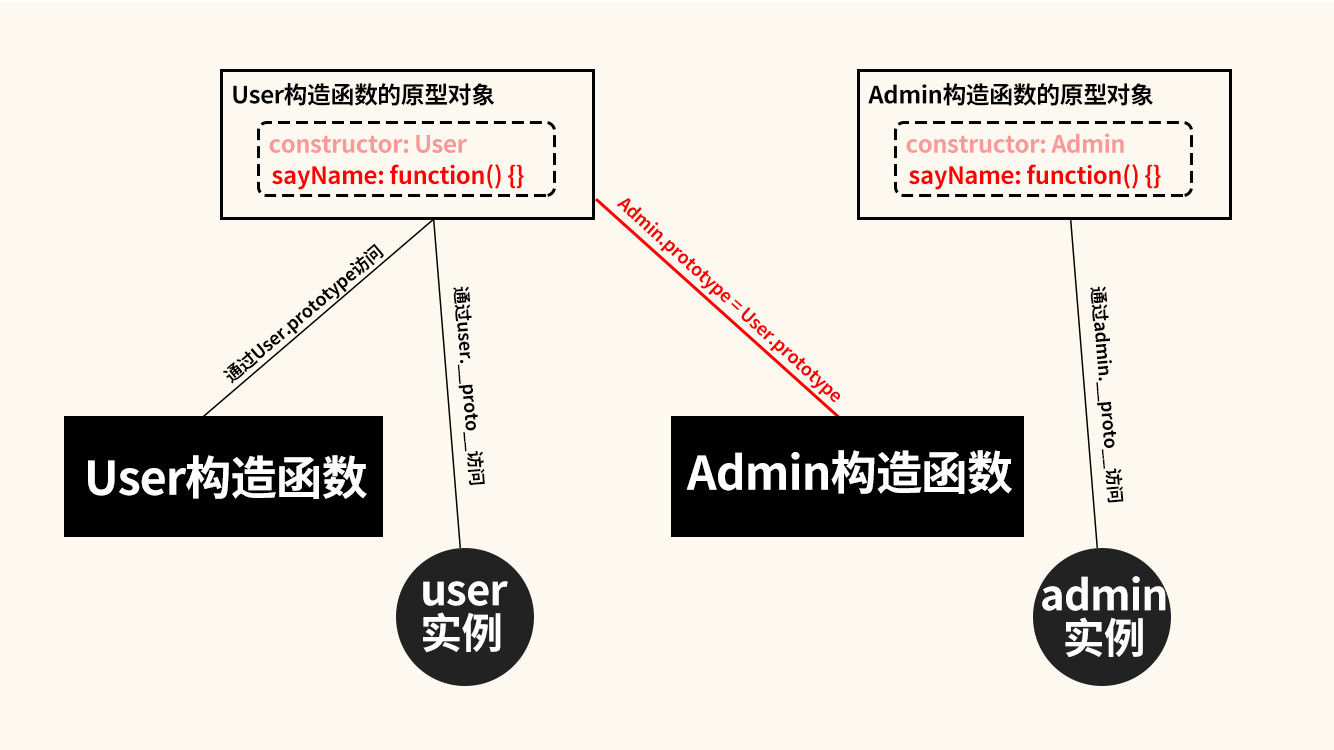 User构造函数的原型对象
constructor: User
sayName: function() {}
Admin构造函数的原型对象
constructor: Admin
sayName: function() {}
通过User.prototype访问
通过user.__proto__访问
Admin.prototype = User.prototype
通过admin.__proto__访问
User构造函数
Admin构造函数
user
实例
admin
实例